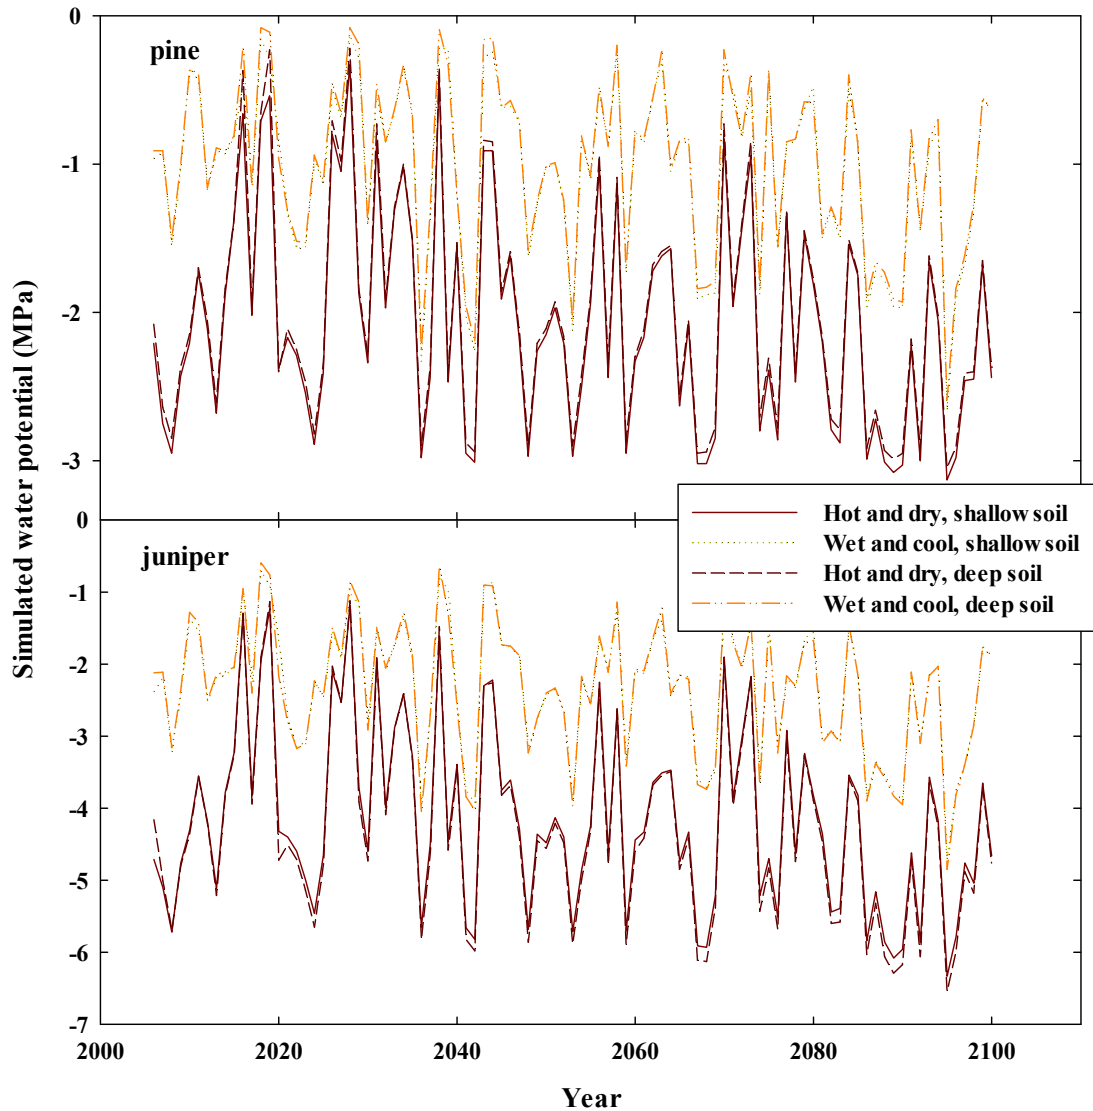 0
pine
-1
-2
-3
Simulated water potential (MPa)
0
juniper
-1
-2
-3
-4
-5
-6
-7
Hot and dry, shallow soil
Wet and cool, shallow soil
Hot and dry, deep soil
Wet and cool, deep soil
2000 2020 2040 2060 2080 2100
Year